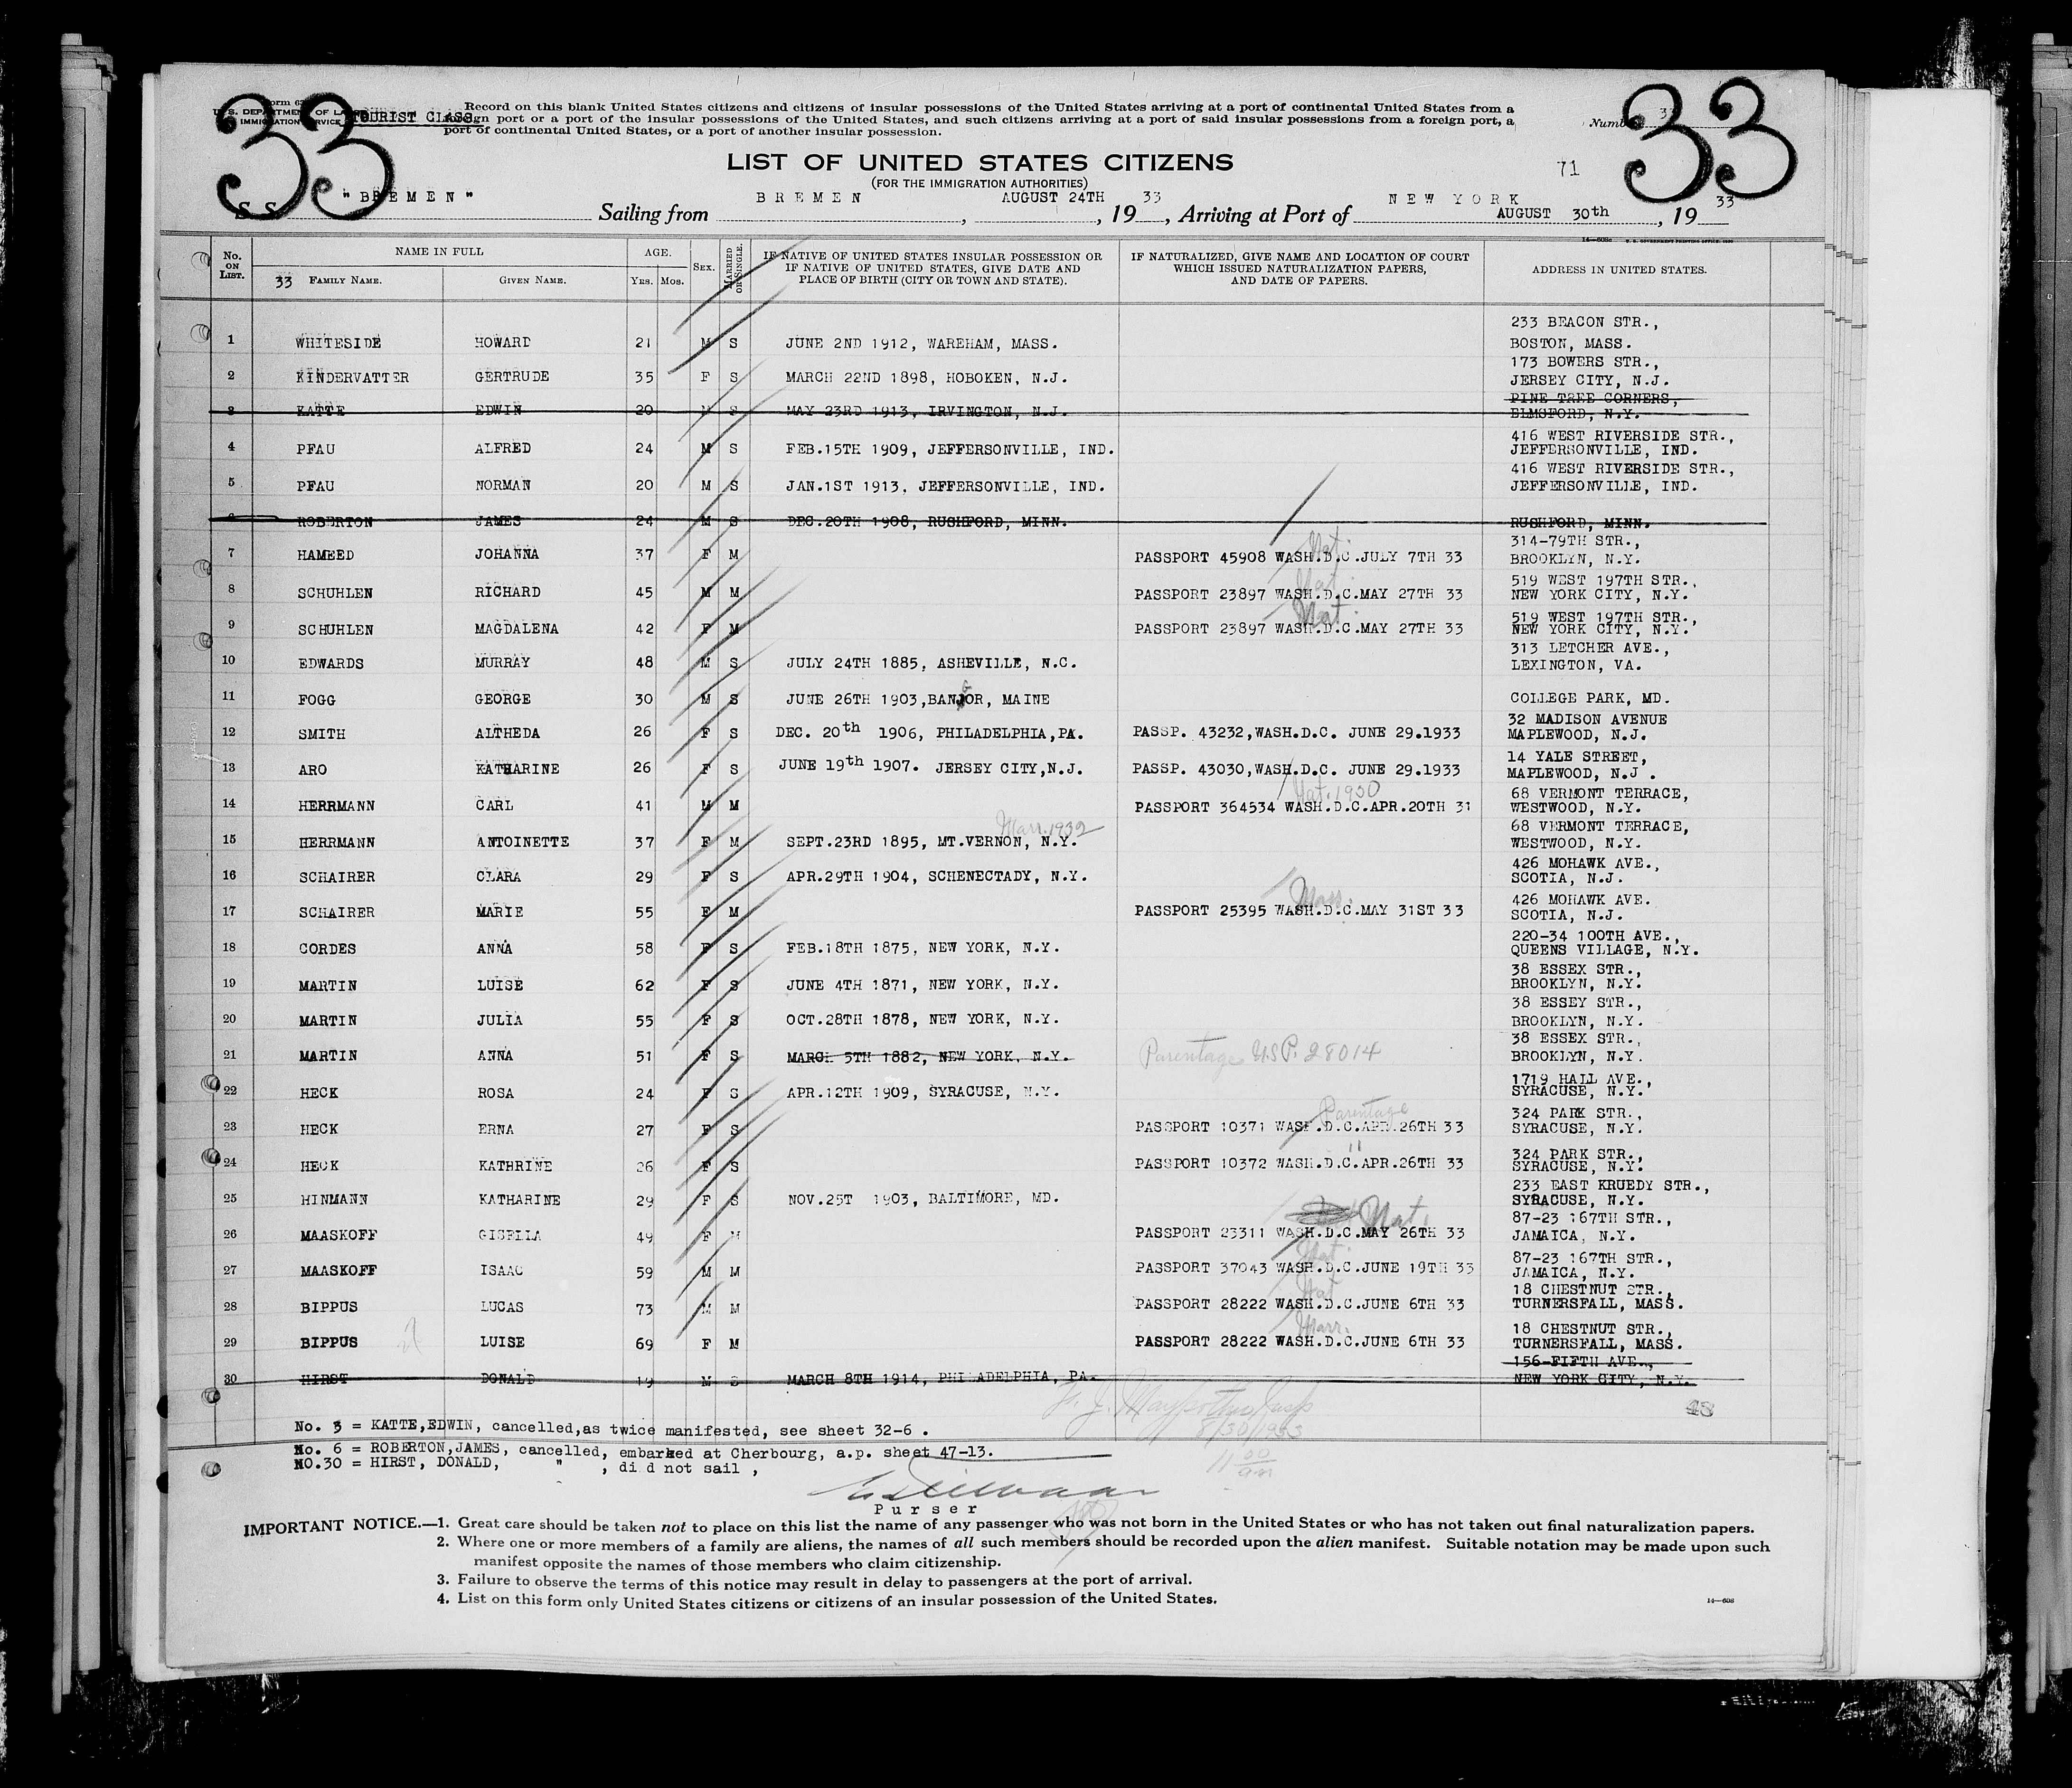 33
33
TOURIST CLASS
Record on this blank United States citizens and citizens of insular possessions of the United States arriving at a port of continental United States from a
foreign port or a port of the insular possessions of the United States, and such citizens arriving at a port of said insular possessions from a foreign port, a
port of continental United States, or a port of another insular possession.
Number 33
LIST OF UNITED STATES CITIZENS
(FOR THE IMMIGRATION AUTHORITIES)
71
S. S. "BREMEN" Sailing from BREMEN, AUGUST 24TH, 1933, Arriving at Port of NEW YORK AUGUST 30th, 1933
No. ON LIST. NAME IN FULL AGE. SEX. MARRIED OR SINGLE. IF NATIVE OF UNITED STATES INSULAR POSSESSION OR IF NATIVE OF UNITED STATES, GIVE DATE AND PLACE OF BIRTH (CITY OR TOWN AND STATE). IF NATURALIZED, GIVE NAME AND LOCATION OF COURT WHICH ISSUED NATURALIZATION PAPERS, AND DATE OF PAPERS. ADDRESS IN UNITED STATES.
33 FAMILY NAME. GIVEN NAME. YRS. MOS.
1 WHITESIDE HOWARD 21 M S JUNE 2ND 1912, WAREHAM, MASS. 233 BEACON STR., BOSTON, MASS.
2 KINDERVATTER GERTRUDE 35 F S MARCH 22ND 1898, HOBOKEN, N.J. 173 BOWERS STR., JERSEY CITY, N.J.
3 KATTE EDWIN 20 M S MAY 23RD 1913, IRVINGTON, N.J. PINE TREE CORNERS, ELMSFORD, N.Y.
4 PFAU ALFRED 24 M S FEB.15TH 1909, JEFFERSONVILLE, IND. 416 WEST RIVERSIDE STR., JEFFERSONVILLE, IND.
5 PFAU NORMAN 20 M S JAN.1ST 1913, JEFFERSONVILLE, IND. 416 WEST RIVERSIDE STR., JEFFERSONVILLE, IND.
6 ROBERTON JAMES 24 M S DEC.20TH 1908, RUSHFORD, MINN. RUSHFORD, MINN.
7 HAMEED JOHANNA 37 F M PASSPORT 45908 WASH.D.C.JULY 7TH 33 Nat. 314-79TH STR., BROOKLYN, N.Y.
8 SCHUHLEN RICHARD 45 M M PASSPORT 23897 WASH.D.C.MAY 27TH 33 Nat. 519 WEST 197TH STR., NEW YORK CITY, N.Y.
9 SCHUHLEN MAGDALENA 42 F M PASSPORT 23897 WASH.D.C.MAY 27TH 33 Nat. 519 WEST 197TH STR., NEW YORK CITY, N.Y.
10 EDWARDS MURRAY 48 M S JULY 24TH 1885, ASHEVILLE, N.C. 313 LETCHER AVE., LEXINGTON, VA.
11 FOGG GEORGE 30 M S JUNE 26TH 1903,BANGOR, MAINE COLLEGE PARK, MD.
12 SMITH ALTHEDA 26 F S DEC. 20th 1906, PHILADELPHIA,PA. PASSP. 43232,WASH.D.C. JUNE 29.1933 32 MADISON AVENUE MAPLEWOOD, N.J.
13 ARO KATHARINE 26 F S JUNE 19th 1907. JERSEY CITY,N.J. PASSP. 43030,WASH.D.C. JUNE 29.1933 14 YALE STREET, MAPLEWOOD, N.J.
14 HERRMANN CARL 41 M M PASSPORT 364534 WASH.D.C.APR.20TH 31 Nat. 1930 68 VERMONT TERRACE, WESTWOOD, N.Y.
15 HERRMANN ANTOINETTE 37 F M SEPT.23RD 1895, MT.VERNON, N.Y. Marr. 1932 68 VERMONT TERRACE, WESTWOOD, N.Y.
16 SCHAIRER CLARA 29 F S APR.29TH 1904, SCHENECTADY, N.Y. 426 MOHAWK AVE., SCOTIA, N.J.
17 SCHAIRER MARIE 55 F M PASSPORT 25395 WASH.D.C.MAY 31ST 33 Marr. 426 MOHAWK AVE. SCOTIA, N.J.
18 CORDES ANNA 58 F S FEB.18TH 1875, NEW YORK, N.Y. 220-34 100TH AVE., QUEENS VILLAGE, N.Y.
19 MARTIN LUISE 62 F S JUNE 4TH 1871, NEW YORK, N.Y. 38 ESSEX STR., BROOKLYN, N.Y.
20 MARTIN JULIA 55 F S OCT.28TH 1878, NEW YORK, N.Y. 38 ESSEY STR., BROOKLYN, N.Y.
21 MARTIN ANNA 51 F S MARCH 5TH 1882, NEW YORK, N.Y. Parentage U.S.P. 28014 38 ESSEX STR., BROOKLYN, N.Y.
22 HECK ROSA 24 F S APR.12TH 1909, SYRACUSE, N.Y. 1719 HALL AVE., SYRACUSE, N.Y.
23 HECK ERNA 27 F S PASSPORT 10371 WASH.D.C.APR.26TH 33 Parentage 324 PARK STR., SYRACUSE, N.Y.
24 HECK KATHRINE 26 F S PASSPORT 10372 WASH.D.C.APR.26TH 33 " 324 PARK STR., SYRACUSE, N.Y.
25 HINMANN KATHARINE 29 F S NOV.25T 1903, BALTIMORE, MD. 233 EAST KRUEDY STR., SYRACUSE, N.Y.
26 MAASKOFF GISELLA 49 F M PASSPORT 23311 WASH.D.C.MAY 26TH 33 Nat. 87-23 167TH STR., JAMAICA, N.Y.
27 MAASKOFF ISAAC 59 M M PASSPORT 37043 WASH.D.C.JUNE 19TH 33 Nat. 87-23 167TH STR., JAMAICA, N.Y.
28 BIPPUS LUCAS 73 M M PASSPORT 28222 WASH.D.C.JUNE 6TH 33 Nat 18 CHESTNUT STR., TURNERSFALL, MASS.
29 BIPPUS LUISE 69 F M PASSPORT 28222 WASH.D.C.JUNE 6TH 33 Marr. 18 CHESTNUT STR., TURNERSFALL, MASS.
30 HIRST DONALD 19 M S MARCH 8TH 1914, PHILADELPHIA, PA. 156-FIFTH AVE., NEW YORK CITY, N.Y.
48
8/30/1933
11 00 am
No. 3 = KATTE,EDWIN, cancelled,as twice manifested, see sheet 32-6 .
No. 6 = ROBERTON,JAMES, cancelled, embarked at Cherbourg, a.p. sheet 47-13.
NO.30 = HIRST, DONALD, " , did not sail ,
Purser
IMPORTANT NOTICE.—1. Great care should be taken not to place on this list the name of any passenger who was not born in the United States or who has not taken out final naturalization papers.
2. Where one or more members of a family are aliens, the names of all such members should be recorded upon the alien manifest. Suitable notation may be made upon such
manifest opposite the names of those members who claim citizenship.
3. Failure to observe the terms of this notice may result in delay to passengers at the port of arrival.
4. List on this form only United States citizens or citizens of an insular possession of the United States.
14—608